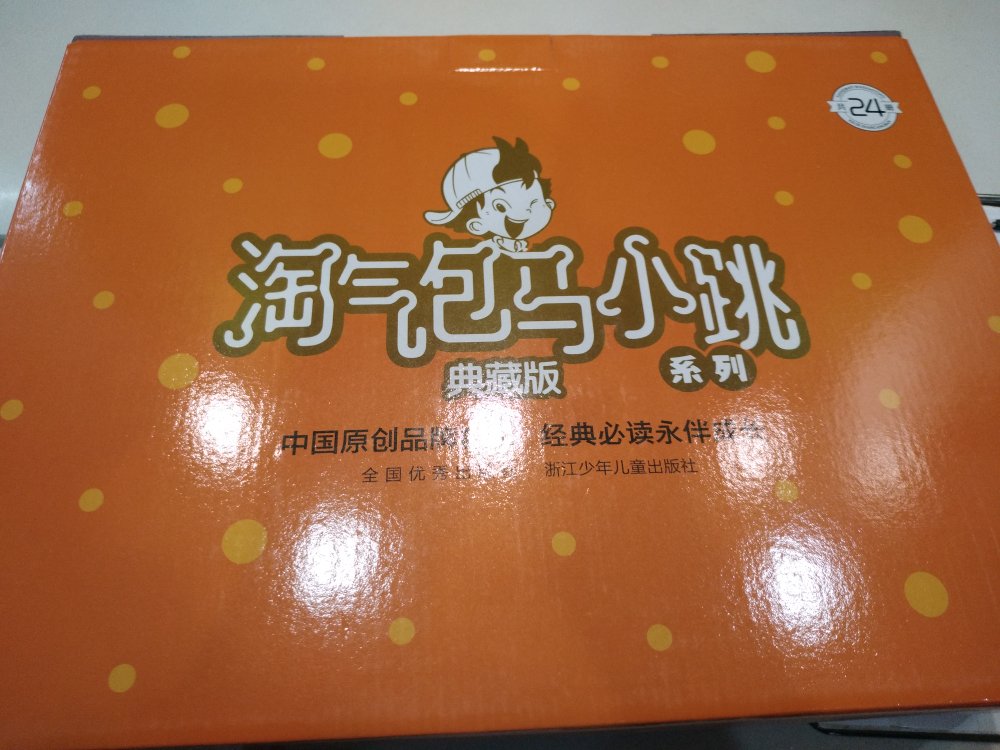 共24册
淘气包马小跳
典藏版 系列
中国原创品牌 经典必读永伴
全国优秀 浙江少年儿童出版社